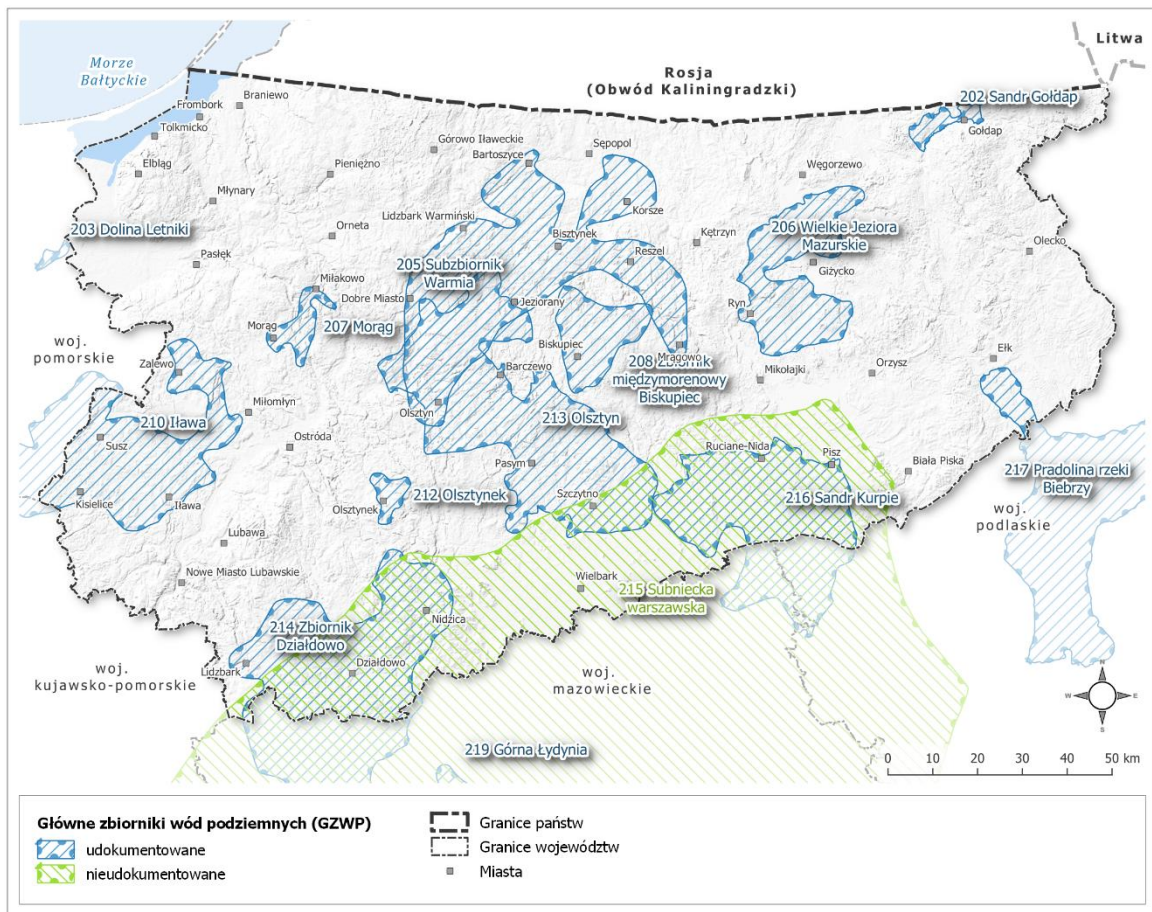 Morze
Bałtyckie
Litwa
Rosja
(Obwód Kaliningradzki)
Frombork
Braniewo
Tolkmicko
202 Sandr Gołdap
Gołdap
Elbląg
Górowo Iławeckie
Bartoszyce
Sępopol
Pieniężno
Węgorzewo
Młynary
Korsze
203 Dolina Letniki
Orneta
Lidzbark Warmiński
Bisztynek
Kętrzyn
206 Wielkie Jeziora
Mazurskie
Olecko
Pasłęk
205 Subzbiornik
Warmia
Reszel
Giżycko
Miłakowo
Dobre Miasto
Jeziorany
Ryn
207 Morąg
Morąg
woj.
pomorskie
Zalewo
Biskupiec
Mrągowo
208 Zbiornik
międzymorenowy
Biskupiec
Ełk
Barczewo
Mikołajki
Orzysz
210 Iława
Miłomłyn
Olsztyn
213 Olsztyn
Susz
Ostróda
Ruciane-Nida
Pisz
Biała Piska
Pasym
217 Pradolina rzeki
Biebrzy
Kisielice
Iława
212 Olsztynek
Olsztynek
Szczytno
216 Sandr Kurpie
woj.
podlaskie
Lubawa
Nowe Miasto Lubawskie
Wielbark
215 Subniecka
warszawska
Nidzica
214 Zbiornik
Działdowo
Lidzbark
Działdowo
woj.
kujawsko-pomorskie
woj.
mazowieckie
N
W
E
S
219 Górna Łydynia
0 10 20 30 40 50 km
Główne zbiorniki wód podziemnych (GZWP)
udokumentowane
nieudokumentowane
Granice państw
Granice województw
Miasta